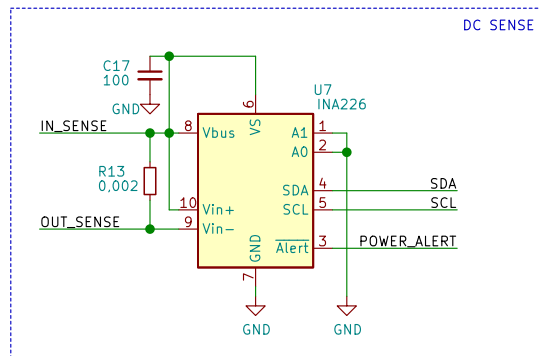 DC SENSE
C17
100
GND
U7
INA226
IN_SENSE
8
Vbus
6
VS
A1
1
A0
2
R13
0,002
SDA
4
SDA
10
Vin+
SCL
5
SCL
OUT_SENSE
9
Vin-
GND
7
Alert
3
POWER_ALERT
GND
GND